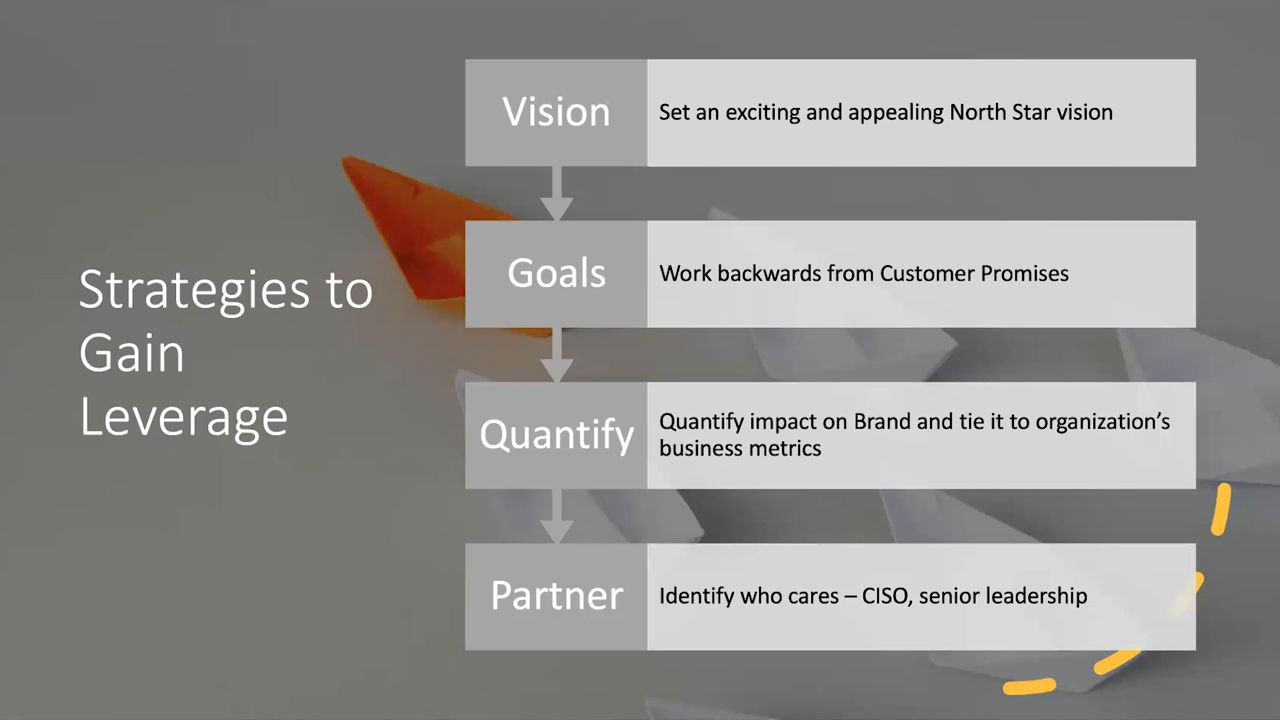 Strategies to
Gain
Leverage
Vision
Set an exciting and appealing North Star vision
Goals
Work backwards from Customer Promises
Quantify
Quantify impact on Brand and tie it to organization’s
business metrics
Partner
Identify who cares – CISO, senior leadership